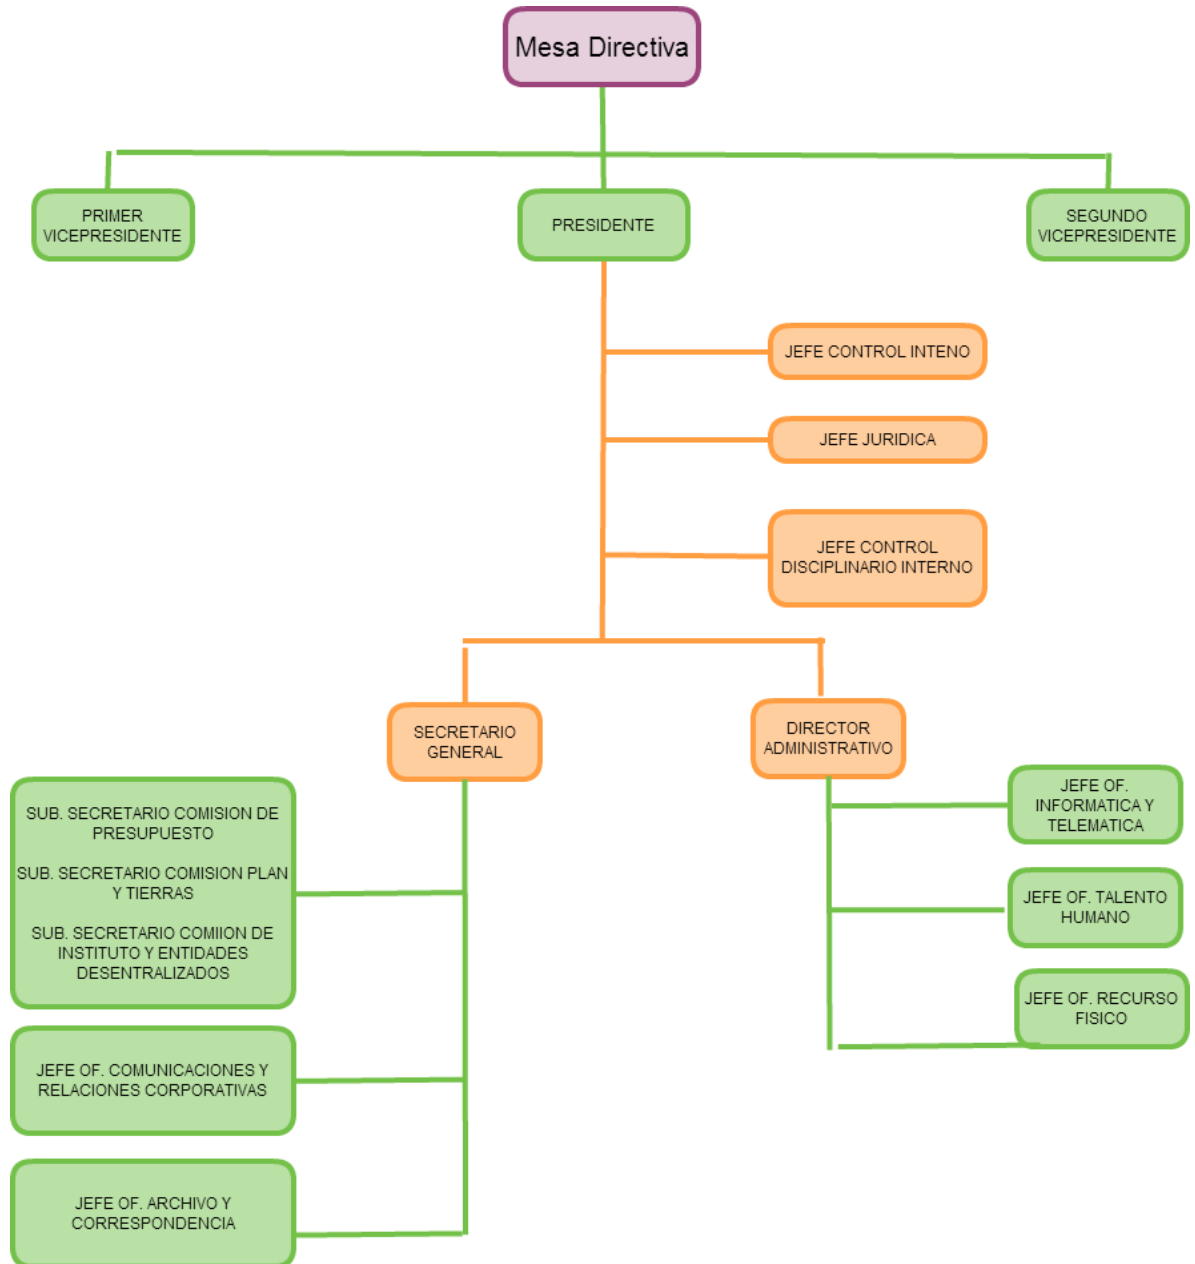 Mesa Directiva
PRIMER
VICEPRESIDENTE
PRESIDENTE
SEGUNDO
VICEPRESIDENTE
JEFE CONTROL INTENO
JEFE JURIDICA
JEFE CONTROL
DISCIPLINARIO INTERNO
SECRETARIO
GENERAL
DIRECTOR
ADMINISTRATIVO
SUB. SECRETARIO COMISION DE
PRESUPUESTO
SUB. SECRETARIO COMISION PLAN
Y TIERRAS
SUB. SECRETARIO COMIION DE
INSTITUTO Y ENTIDADES
DESENTRALIZADOS
JEFE OF. COMUNICACIONES Y
RELACIONES CORPORATIVAS
JEFE OF. ARCHIVO Y
CORRESPONDENCIA
JEFE OF.
INFORMATICA Y
TELEMATICA
JEFE OF. TALENTO
HUMANO
JEFE OF. RECURSO
FISICO